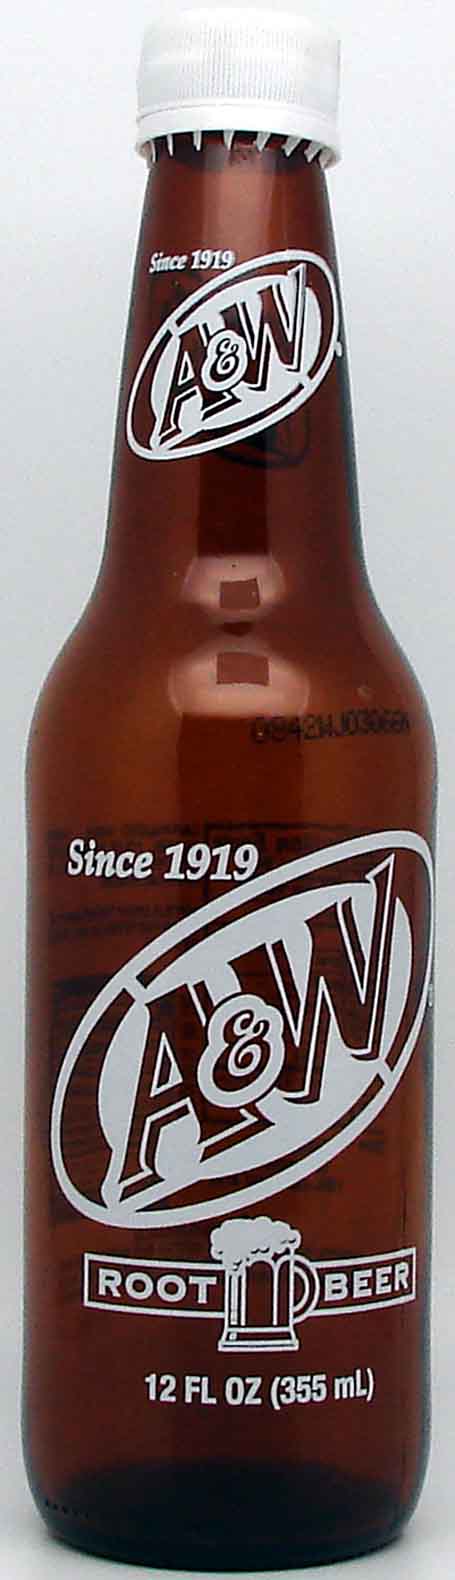 Since 1919
A&W
Since 1919
A&W
ROOT BEER
12 FL OZ (355 mL)